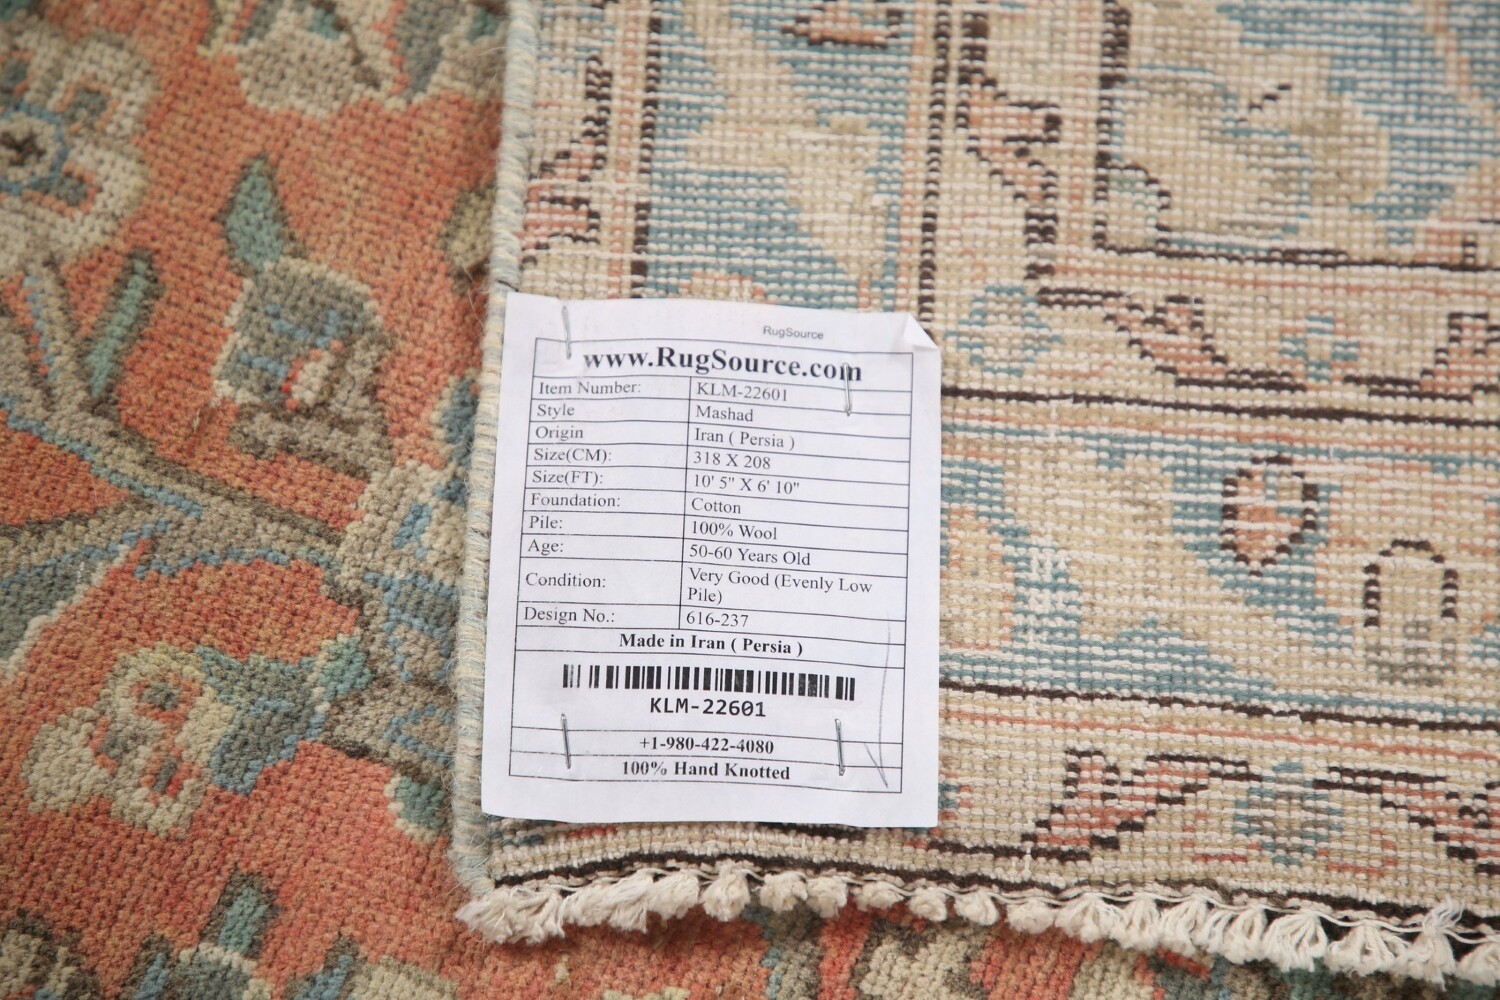 RugSource
www.RugSource.com
Item Number: KLM-22601
Style Mashad
Origin Iran ( Persia )
Size(CM): 318 X 208
Size(FT): 10' 5" X 6' 10"
Foundation: Cotton
Pile: 100% Wool
Age: 50-60 Years Old
Condition: Very Good (Evenly Low
Pile)
Design No.: 616-237
Made in Iran ( Persia )
KLM-22601
+1-980-422-4080
100% Hand Knotted